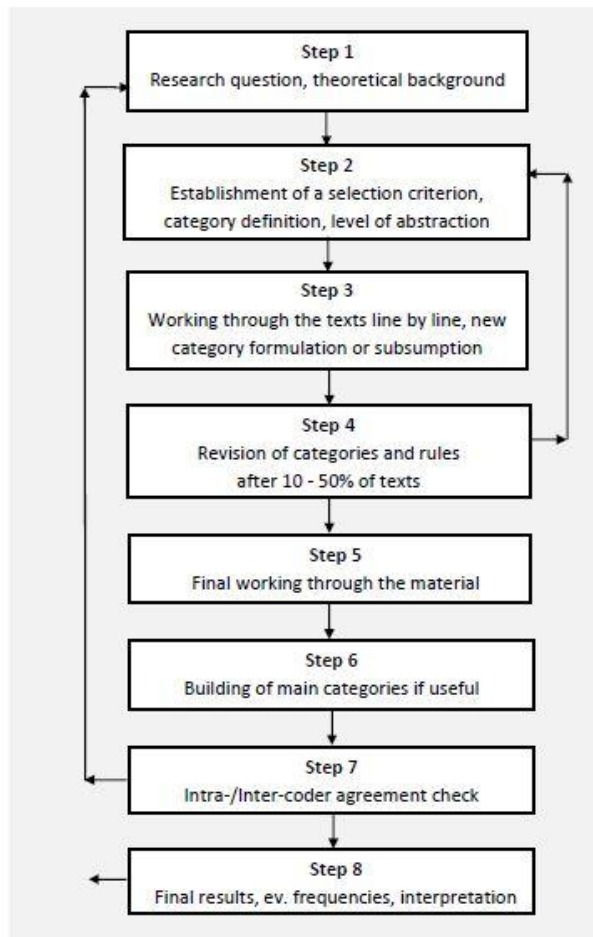 Step 1
Research question, theoretical background
Step 2
Establishment of a selection criterion,
category definition, level of abstraction
Step 3
Working through the texts line by line, new
category formulation or subsumption
Step 4
Revision of categories and rules
after 10 - 50% of texts
Step 5
Final working through the material
Step 6
Building of main categories if useful
Step 7
Intra-/Inter-coder agreement check
Step 8
Final results, ev. frequencies, interpretation